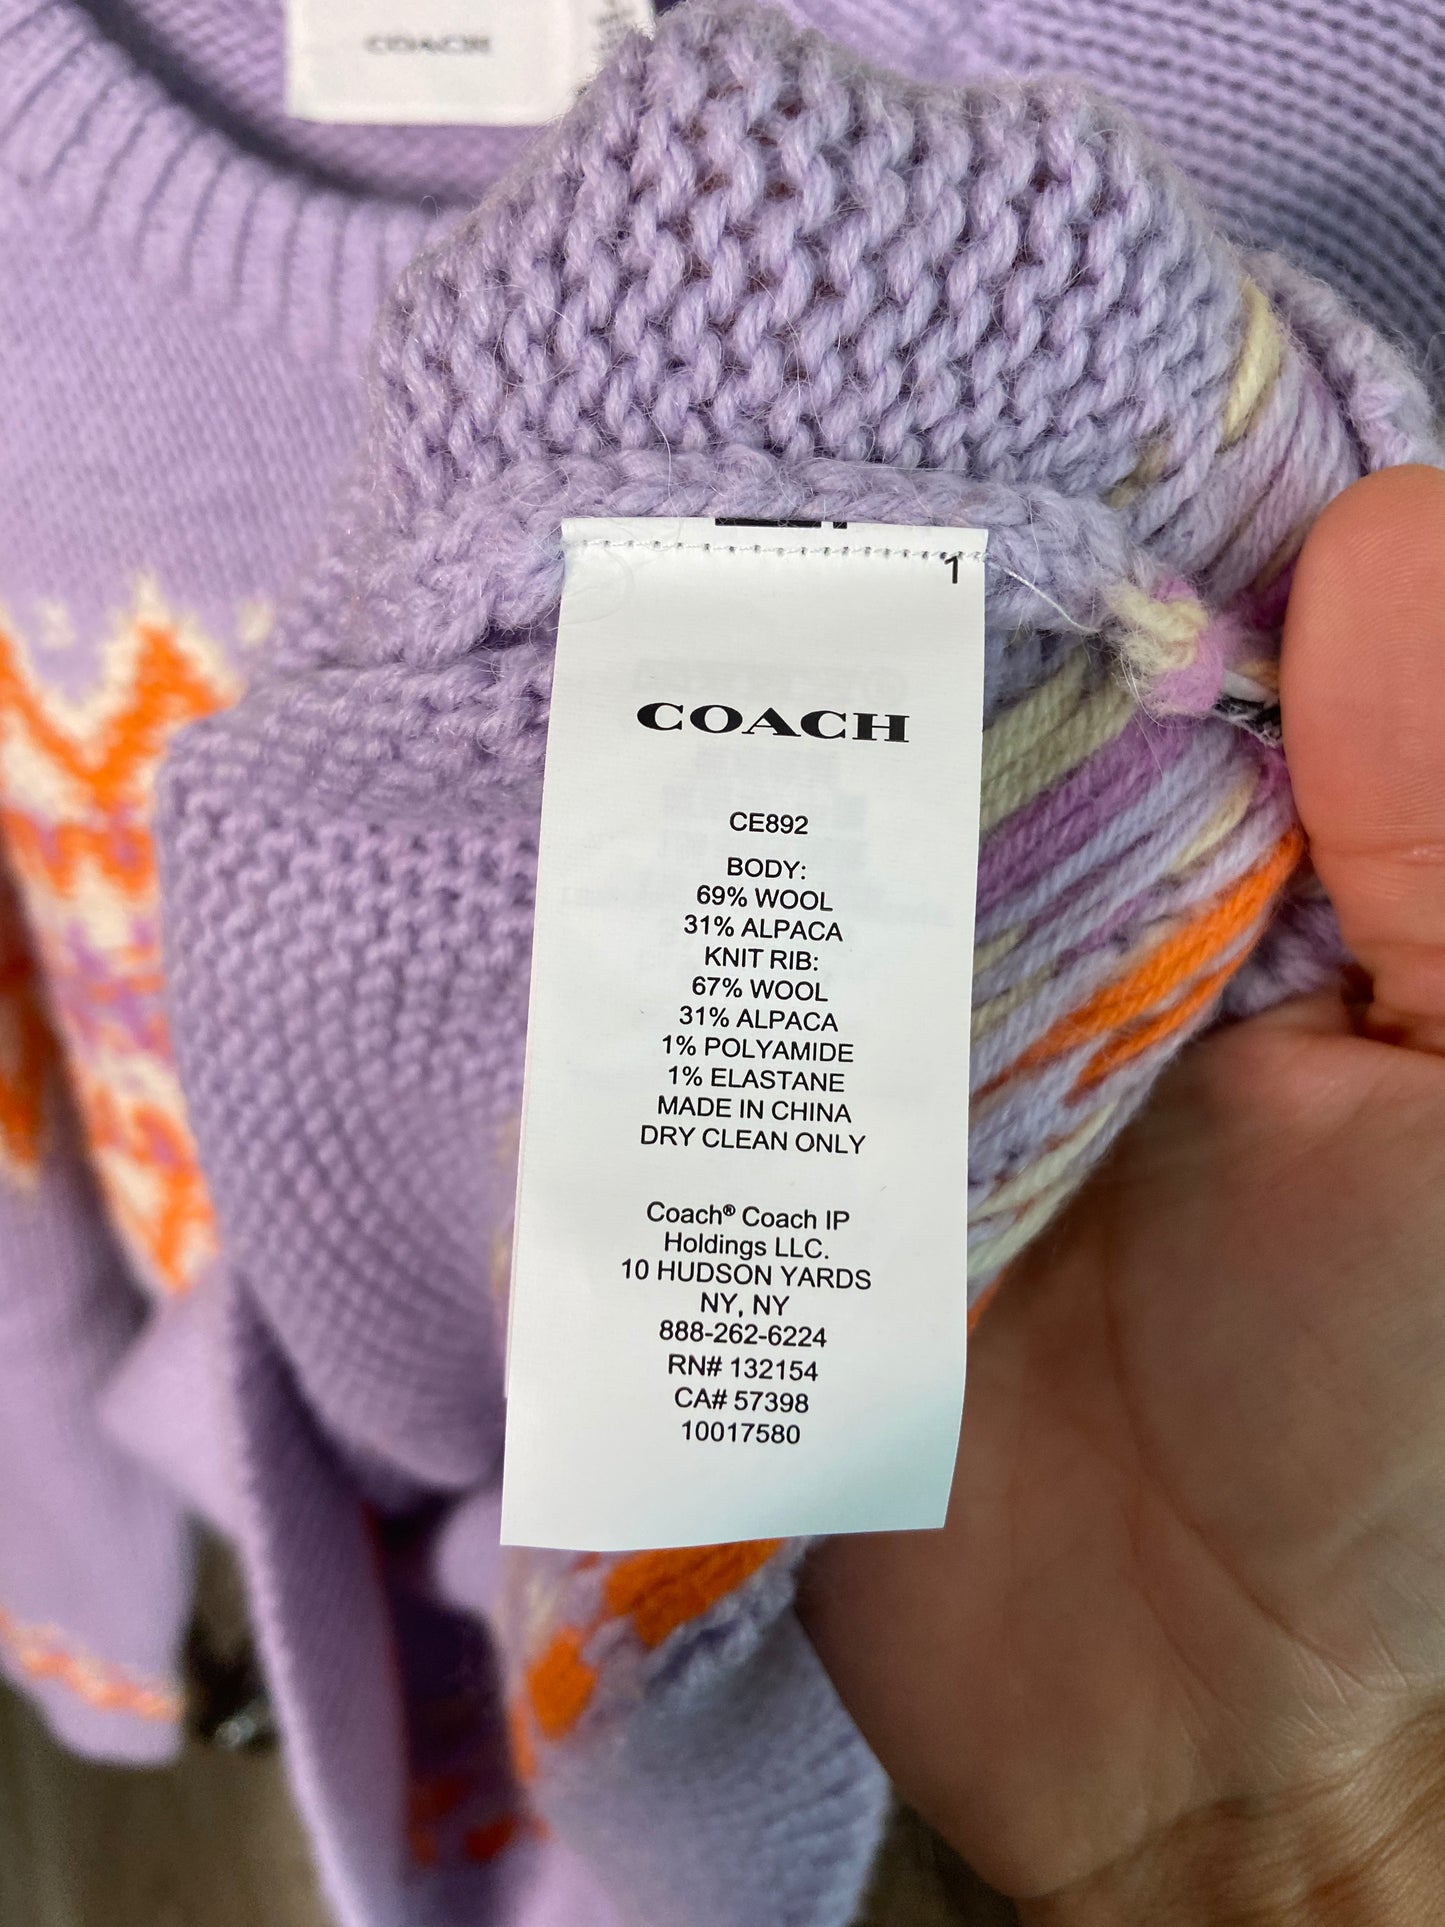 COACH
1
COACH
CE892
BODY:
69% WOOL
31% ALPACA
KNIT RIB:
67% WOOL
31% ALPACA
1% POLYAMIDE
1% ELASTANE
MADE IN CHINA
DRY CLEAN ONLY
Coach® Coach IP
Holdings LLC.
10 HUDSON YARDS
NY, NY
888-262-6224
RN# 132154
CA# 57398
10017580